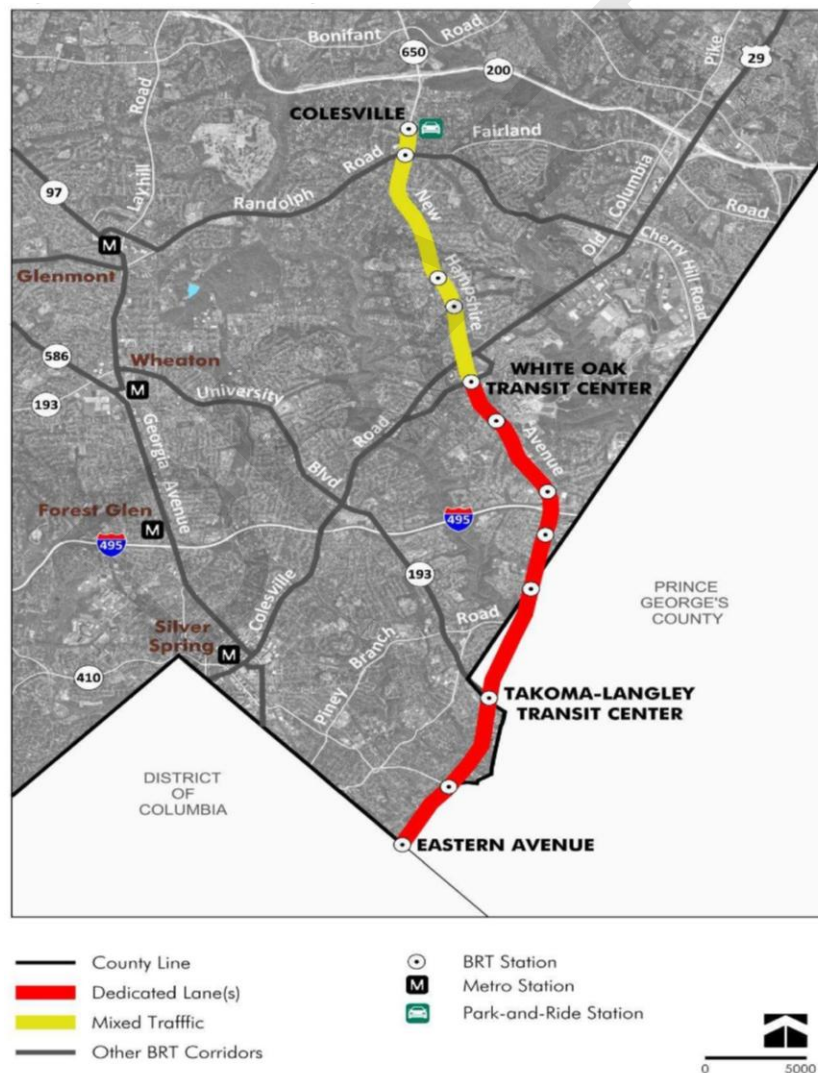 Bonifant
Road
650
200
Pike
29
COLESVILLE
Fairland
Road
Layhill
Road
Randolph
New
Hampshire
Old Columbia
Road
Cherry Hill Road
97
M
Glenmont
586
Wheaton
M
193
University
Blvd
Road
WHITE OAK
TRANSIT CENTER
Avenue
Georgia
Avenue
Forest Glen
M
495
495
193
Colesville
Silver
Spring
M
410
Piney
Branch
Road
PRINCE
GEORGE'S
COUNTY
TAKOMA-LANGLEY
TRANSIT CENTER
DISTRICT
OF
COLUMBIA
EASTERN AVENUE
County Line
Dedicated Lane(s)
Mixed Trafffic
Other BRT Corridors
BRT Station
M Metro Station
Park-and-Ride Station
0 5000